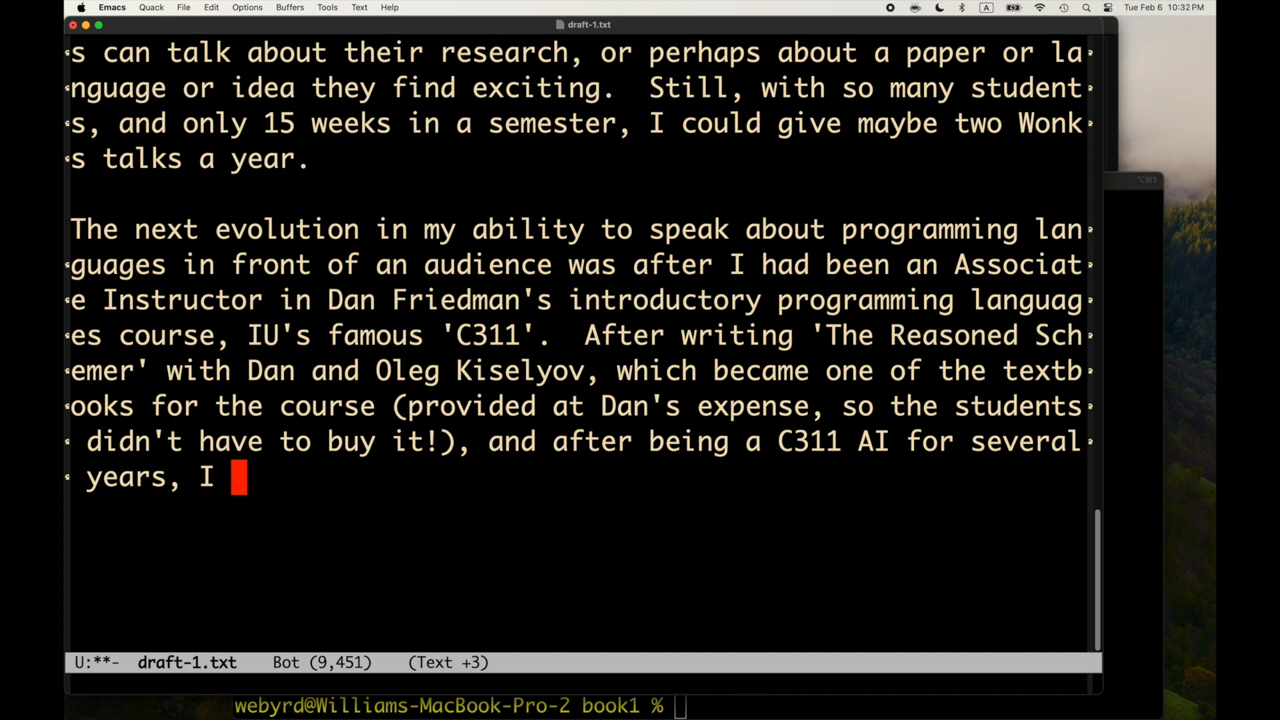 Emacs Quack File Edit Options Buffers Tools Text Help A Tue Feb 6 10:32 PM
draft-1.txt
s can talk about their research, or perhaps about a paper or la
nguage or idea they find exciting.  Still, with so many student
s, and only 15 weeks in a semester, I could give maybe two Wonk
s talks a year.
The next evolution in my ability to speak about programming lan
guages in front of an audience was after I had been an Associat
e Instructor in Dan Friedman's introductory programming languag
es course, IU's famous 'C311'.  After writing 'The Reasoned Sch
emer' with Dan and Oleg Kiselyov, which became one of the textb
ooks for the course (provided at Dan's expense, so the students
didn't have to buy it!), and after being a C311 AI for several
years, I
U:**-  draft-1.txt    Bot (9,451)    (Text +3)
webyrd@Williams-MacBook-Pro-2 book1 %